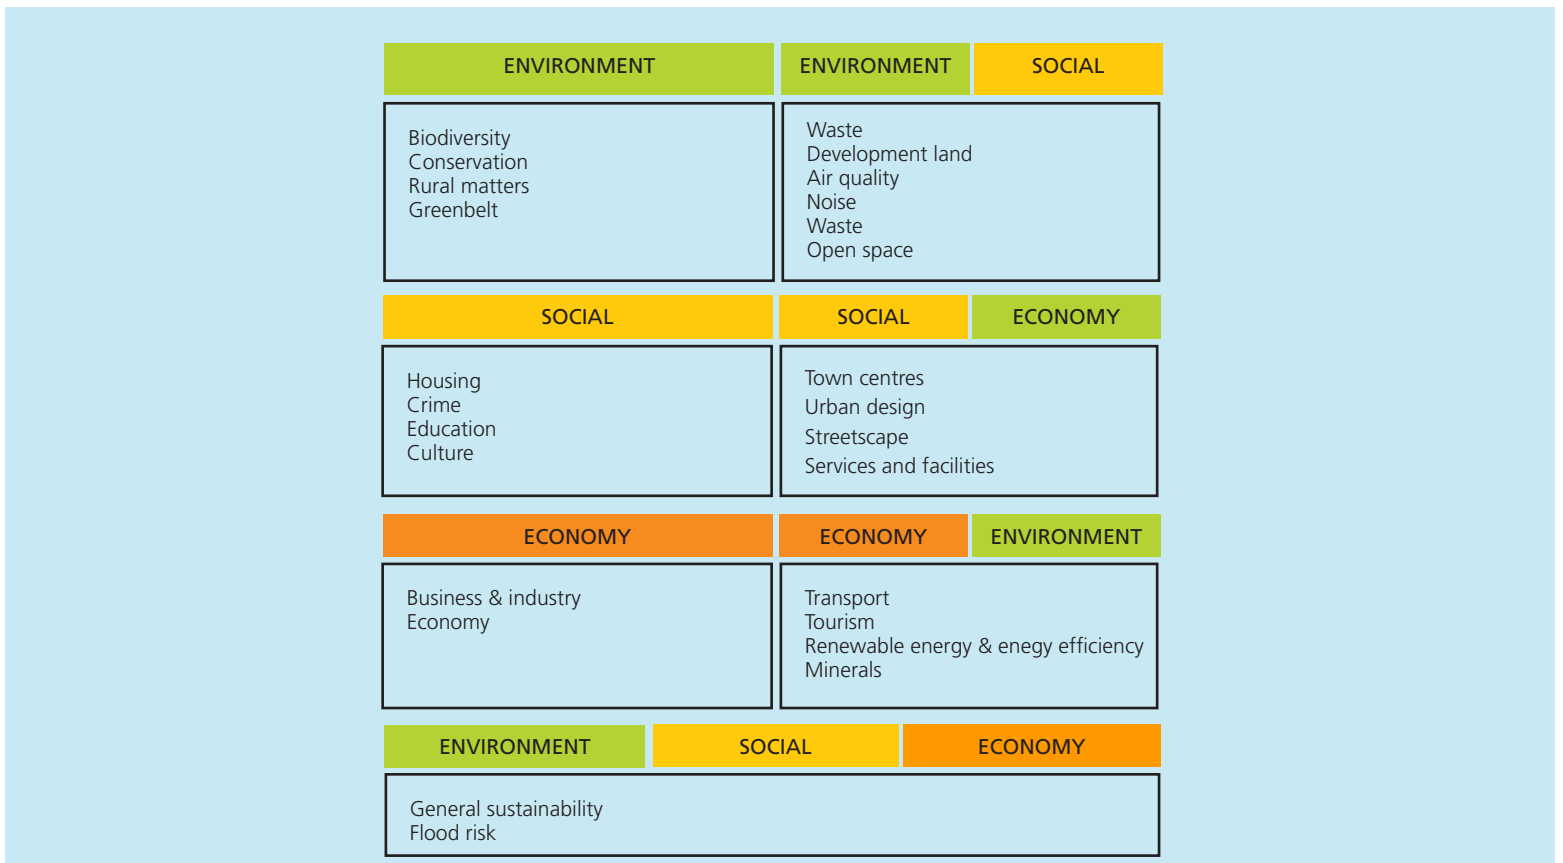 ENVIRONMENT
ENVIRONMENT SOCIAL
Biodiversity
Conservation
Rural matters
Greenbelt
Waste
Development land
Air quality
Noise
Waste
Open space
SOCIAL
SOCIAL ECONOMY
Housing
Crime
Education
Culture
Town centres
Urban design
Streetscape
Services and facilities
ECONOMY
ECONOMY ENVIRONMENT
Business & industry
Economy
Transport
Tourism
Renewable energy & enegy efficiency
Minerals
ENVIRONMENT SOCIAL ECONOMY
General sustainability
Flood risk